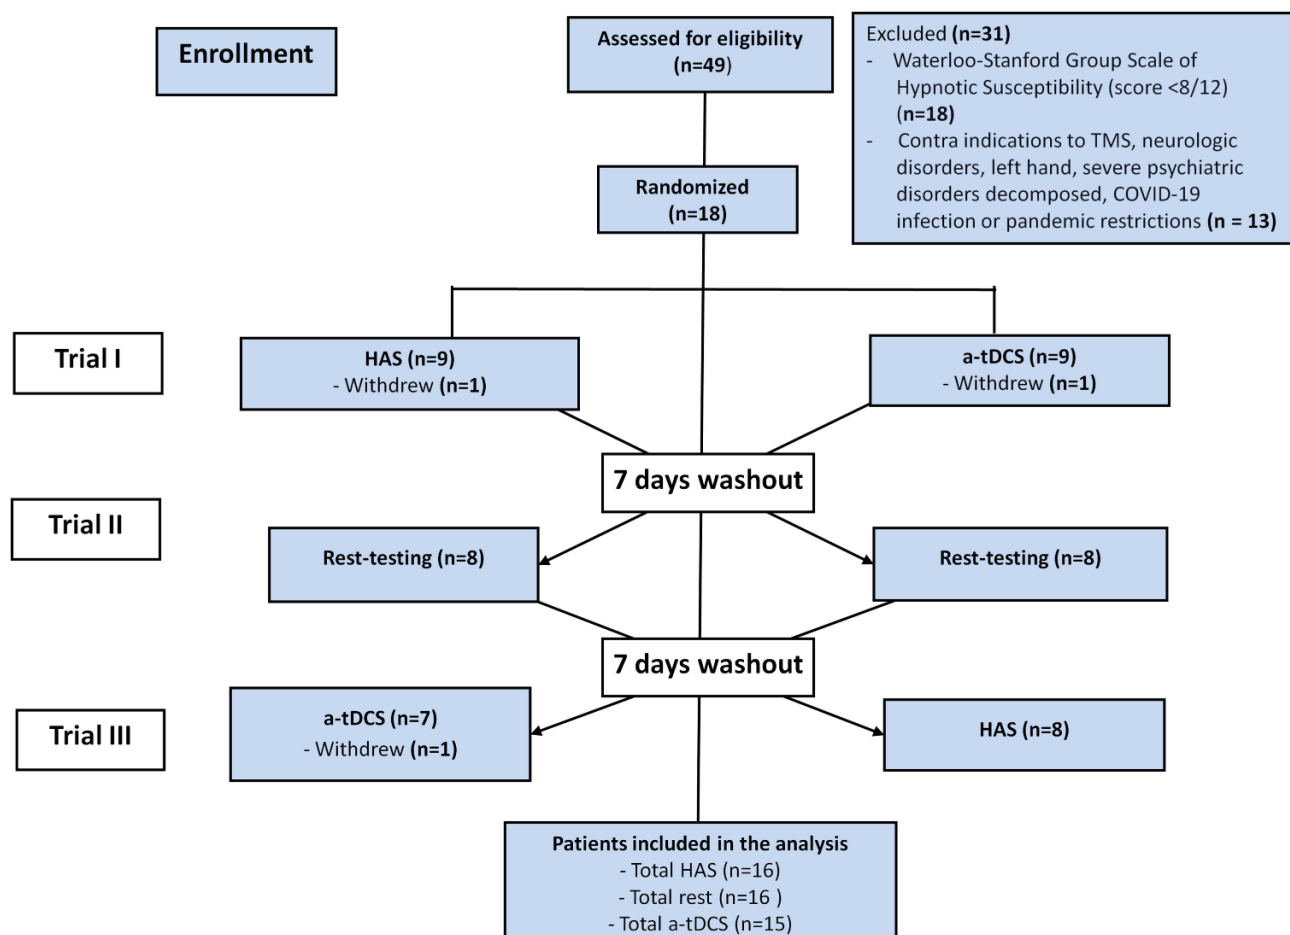 Enrollment
Assessed for eligibility
(n=49)
Excluded (n=31)
- Waterloo-Stanford Group Scale of
Hypnotic Susceptibility (score <8/12)
(n=18)
- Contra indications to TMS, neurologic
disorders, left hand, severe psychiatric
disorders decomposed, COVID-19
infection or pandemic restrictions (n = 13)
Randomized
(n=18)
Trial I
HAS (n=9)
- Withdrew (n=1)
a-tDCS (n=9)
- Withdrew (n=1)
7 days washout
Trial II
Rest-testing (n=8)
Rest-testing (n=8)
7 days washout
Trial III
a-tDCS (n=7)
- Withdrew (n=1)
HAS (n=8)
Patients included in the analysis
- Total HAS (n=16)
- Total rest (n=16 )
- Total a-tDCS (n=15)